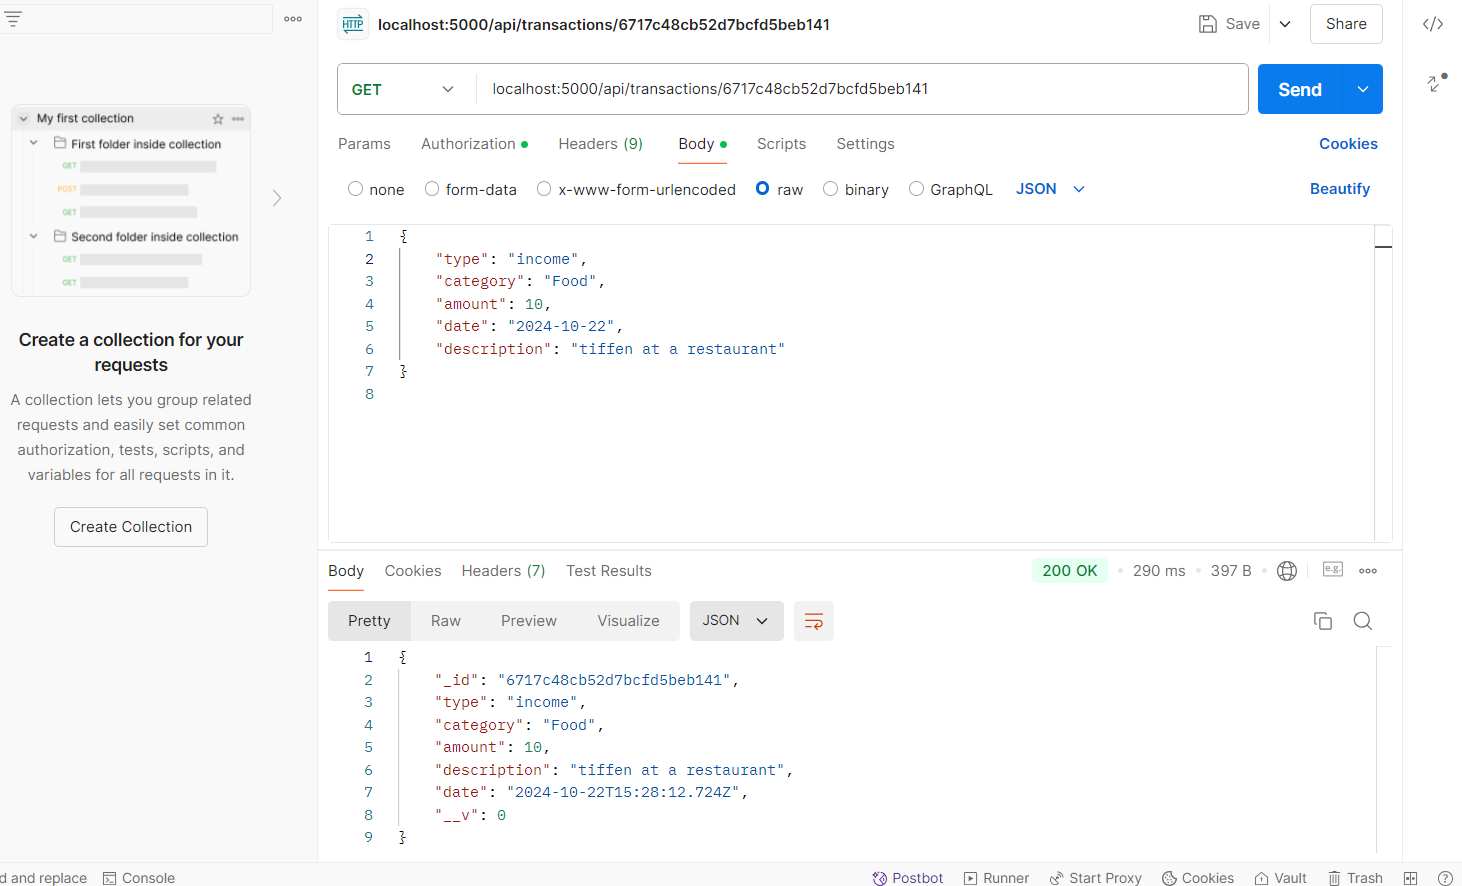 HTTP localhost:5000/api/transactions/6717c48cb52d7bcfd5beb141 Save Share
GET localhost:5000/api/transactions/6717c48cb52d7bcfd5beb141 Send
Params Authorization Headers (9) Body Scripts Settings Cookies
none form-data x-www-form-urlencoded raw binary GraphQL JSON Beautify
My first collection
First folder inside collection
GET
POST
GET
Second folder inside collection
GET
GET
Create a collection for your
requests
A collection lets you group related
requests and easily set common
authorization, tests, scripts, and
variables for all requests in it.
Create Collection
1 {
2 "type": "income",
3 "category": "Food",
4 "amount": 10,
5 "date": "2024-10-22",
6 "description": "tiffen at a restaurant"
7 }
8
Body Cookies Headers (7) Test Results 200 OK 290 ms 397 B e.g.
Pretty Raw Preview Visualize JSON
1 {
2 "_id": "6717c48cb52d7bcfd5beb141",
3 "type": "income",
4 "category": "Food",
5 "amount": 10,
6 "description": "tiffen at a restaurant",
7 "date": "2024-10-22T15:28:12.724Z",
8 "__v": 0
9 }
d and replace Console Postbot Runner Start Proxy Cookies Vault Trash